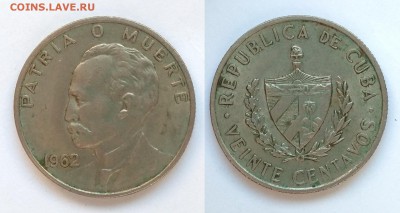 COINS.LAVE.RU
PATRIA O MUERTE
1962
REPUBLICA DE CUBA
VEINTE CENTAVOS